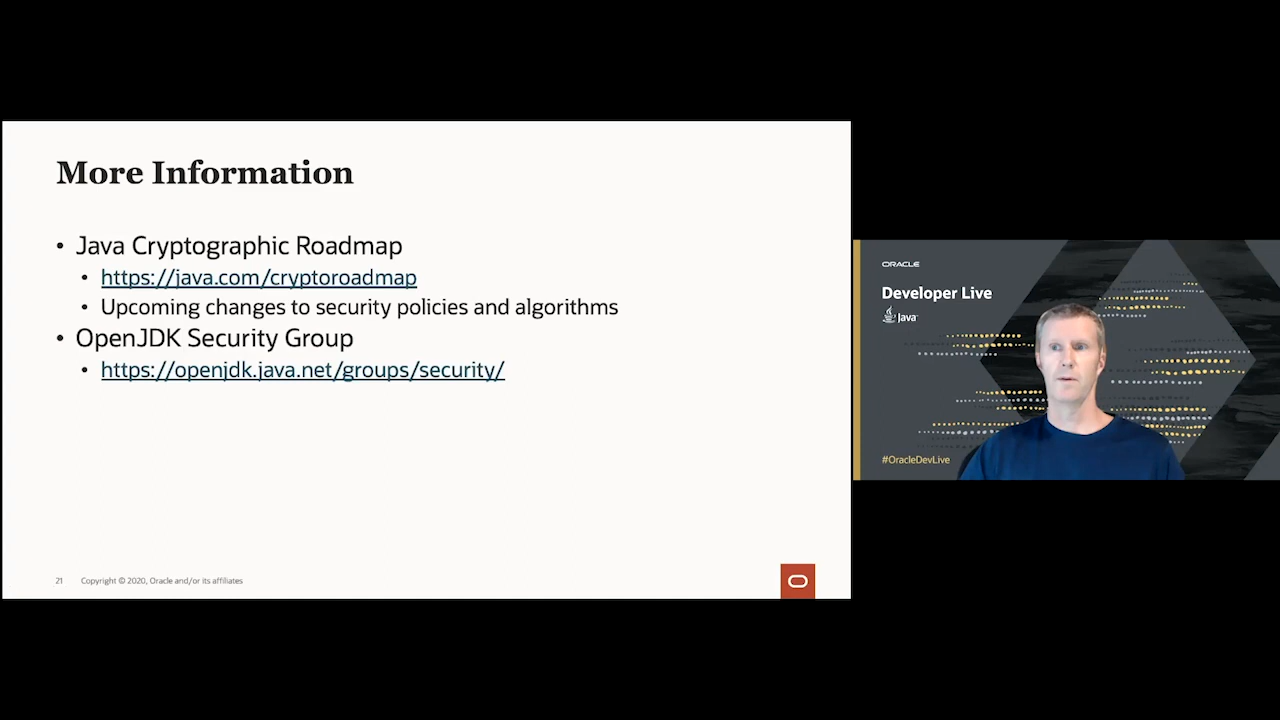 More Information
• Java Cryptographic Roadmap
• https://java.com/cryptoroadmap
• Upcoming changes to security policies and algorithms
• OpenJDK Security Group
• https://openjdk.java.net/groups/security/
21 Copyright © 2020, Oracle and/or its affiliates
ORACLE
Developer Live
Java
#OracleDevLive